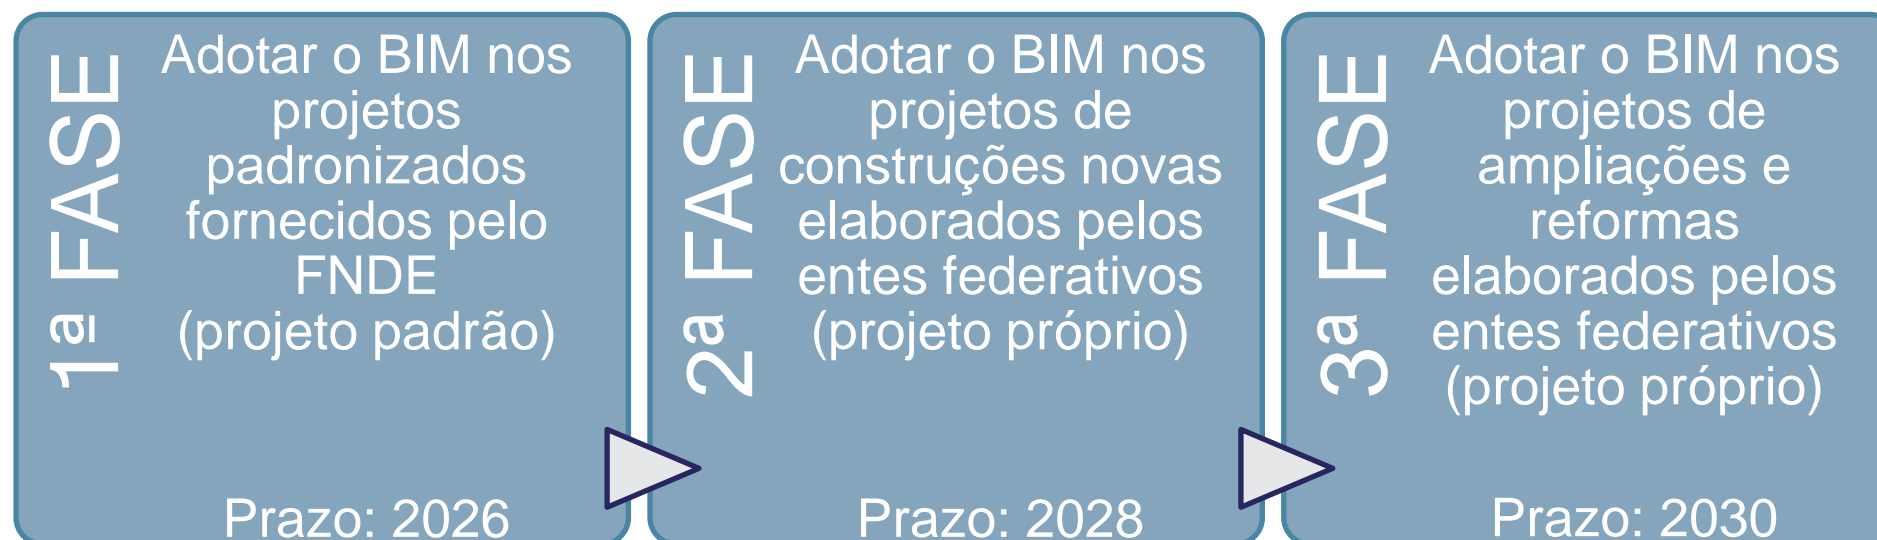 1ª FASE
Adotar o BIM nos
projetos
padronizados
fornecidos pelo
FNDE
(projeto padrão)
Prazo: 2026
2ª FASE
Adotar o BIM nos
projetos de
construções novas
elaborados pelos
entes federativos
(projeto próprio)
Prazo: 2028
3ª FASE
Adotar o BIM nos
projetos de
ampliações e
reformas
elaborados pelos
entes federativos
(projeto próprio)
Prazo: 2030